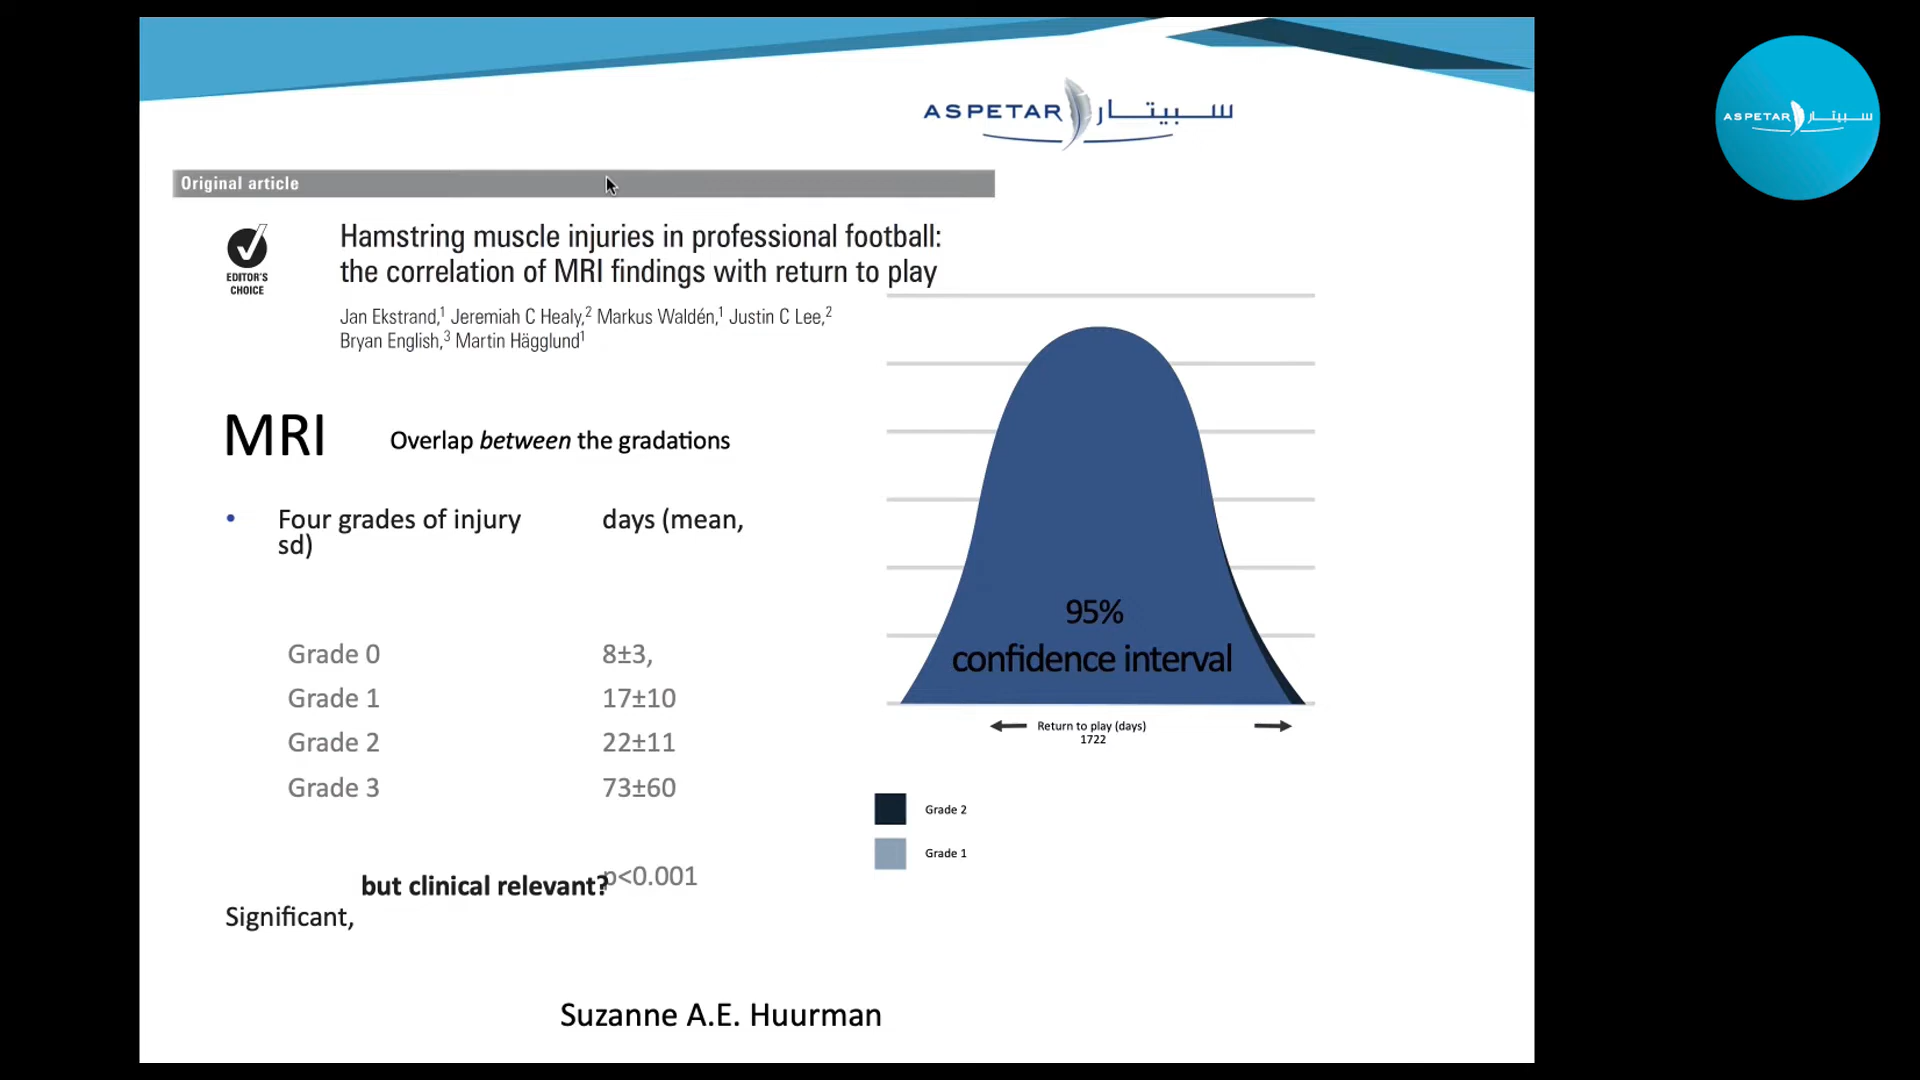 ASPETAR سبيتار
ASPETAR سبيتار
Original article
EDITOR'S
CHOICE
Hamstring muscle injuries in professional football:
the correlation of MRI findings with return to play
Jan Ekstrand,1 Jeremiah C Healy,2 Markus Waldén,1 Justin C Lee,2
Bryan English,3 Martin Hägglund1
MRI
Overlap between the gradations
• Four grades of injury days (mean,
sd)
Grade 0 8±3,
Grade 1 17±10
Grade 2 22±11
Grade 3 73±60
p<0.001
but clinical relevant?
Significant,
95%
confidence interval
Return to play (days)
1722
Grade 2
Grade 1
Suzanne A.E. Huurman